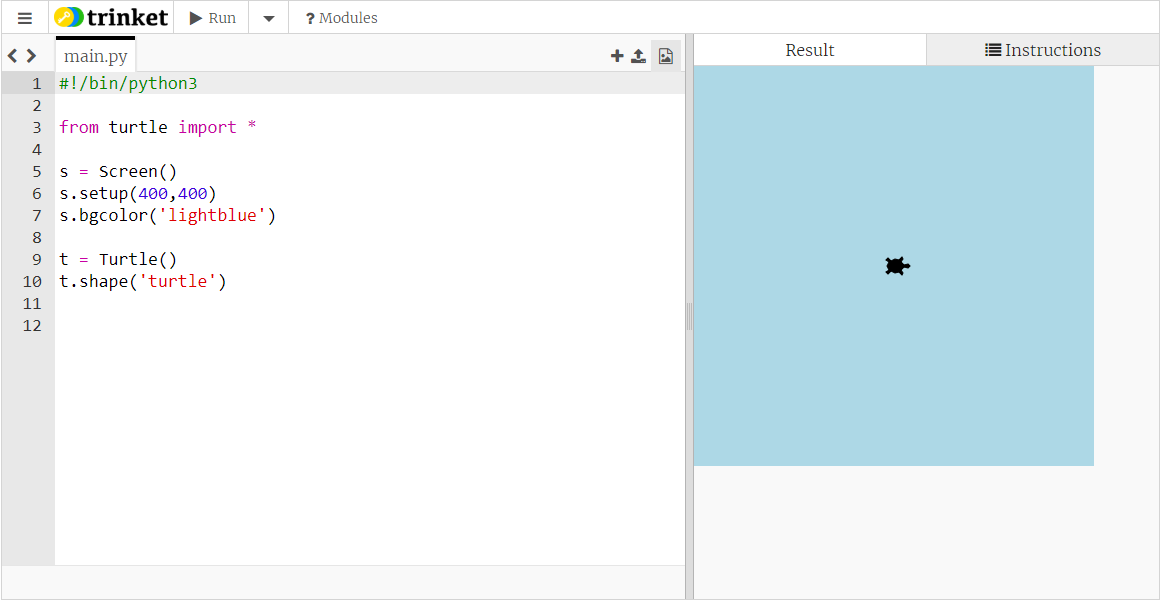 trinket Run ? Modules
main.py
Result Instructions
1 #!/bin/python3
2
3 from turtle import *
4
5 s = Screen()
6 s.setup(400,400)
7 s.bgcolor('lightblue')
8
9 t = Turtle()
10 t.shape('turtle')
11
12